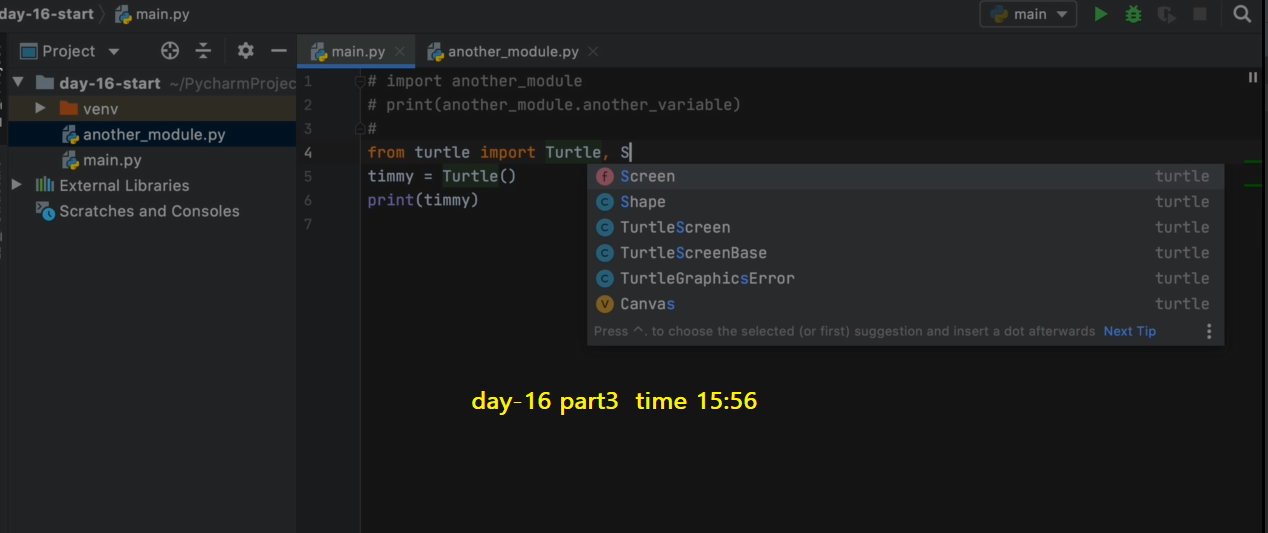 day-16-start main.py
main
Project
main.py
another_module.py
day-16-start ~/PycharmProjec
venv
another_module.py
main.py
External Libraries
Scratches and Consoles
1 # import another_module
2 # print(another_module.another_variable)
3 #
4 from turtle import Turtle, S
5 timmy = Turtle()
6 print(timmy)
7
f Screen turtle
C Shape turtle
C TurtleScreen turtle
C TurtleScreenBase turtle
C TurtleGraphicsError turtle
V Canvas turtle
Press ^. to choose the selected (or first) suggestion and insert a dot afterwards Next Tip
day-16 part3 time 15:56